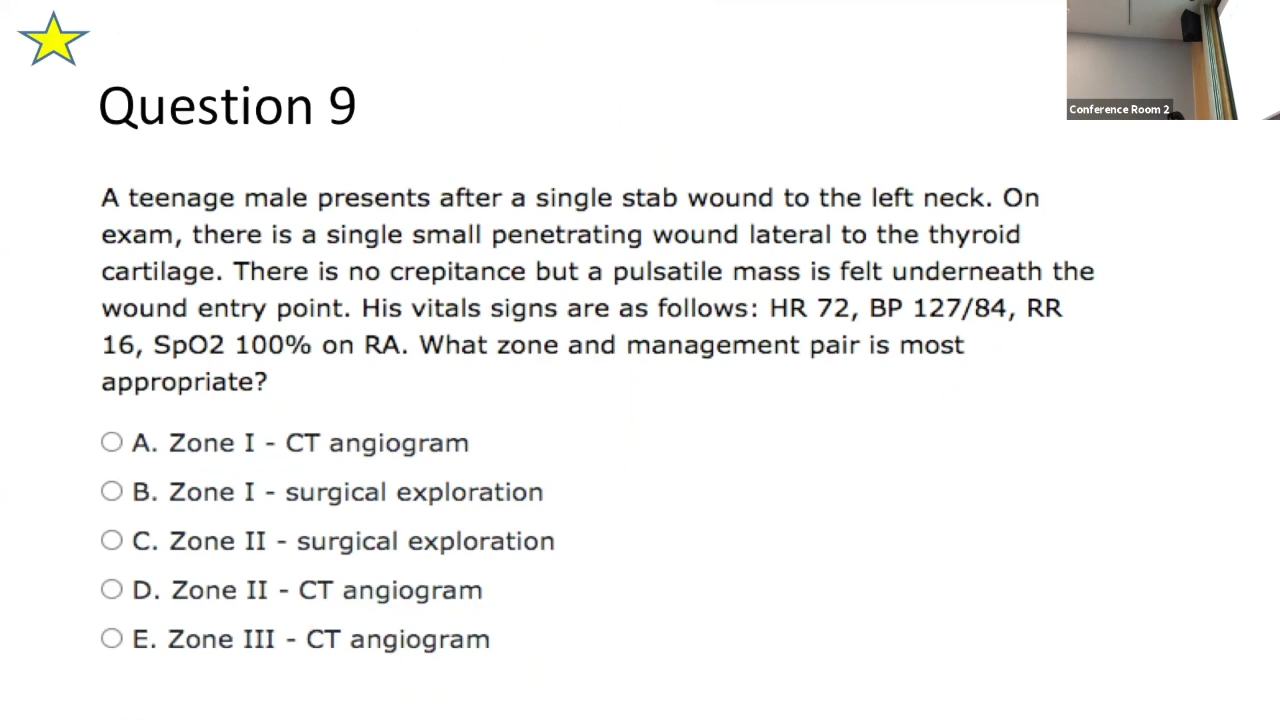 Question 9
Conference Room 2
A teenage male presents after a single stab wound to the left neck. On
exam, there is a single small penetrating wound lateral to the thyroid
cartilage. There is no crepitance but a pulsatile mass is felt underneath the
wound entry point. His vitals signs are as follows: HR 72, BP 127/84, RR
16, SpO2 100% on RA. What zone and management pair is most
appropriate?
A. Zone I - CT angiogram
B. Zone I - surgical exploration
C. Zone II - surgical exploration
D. Zone II - CT angiogram
E. Zone III - CT angiogram